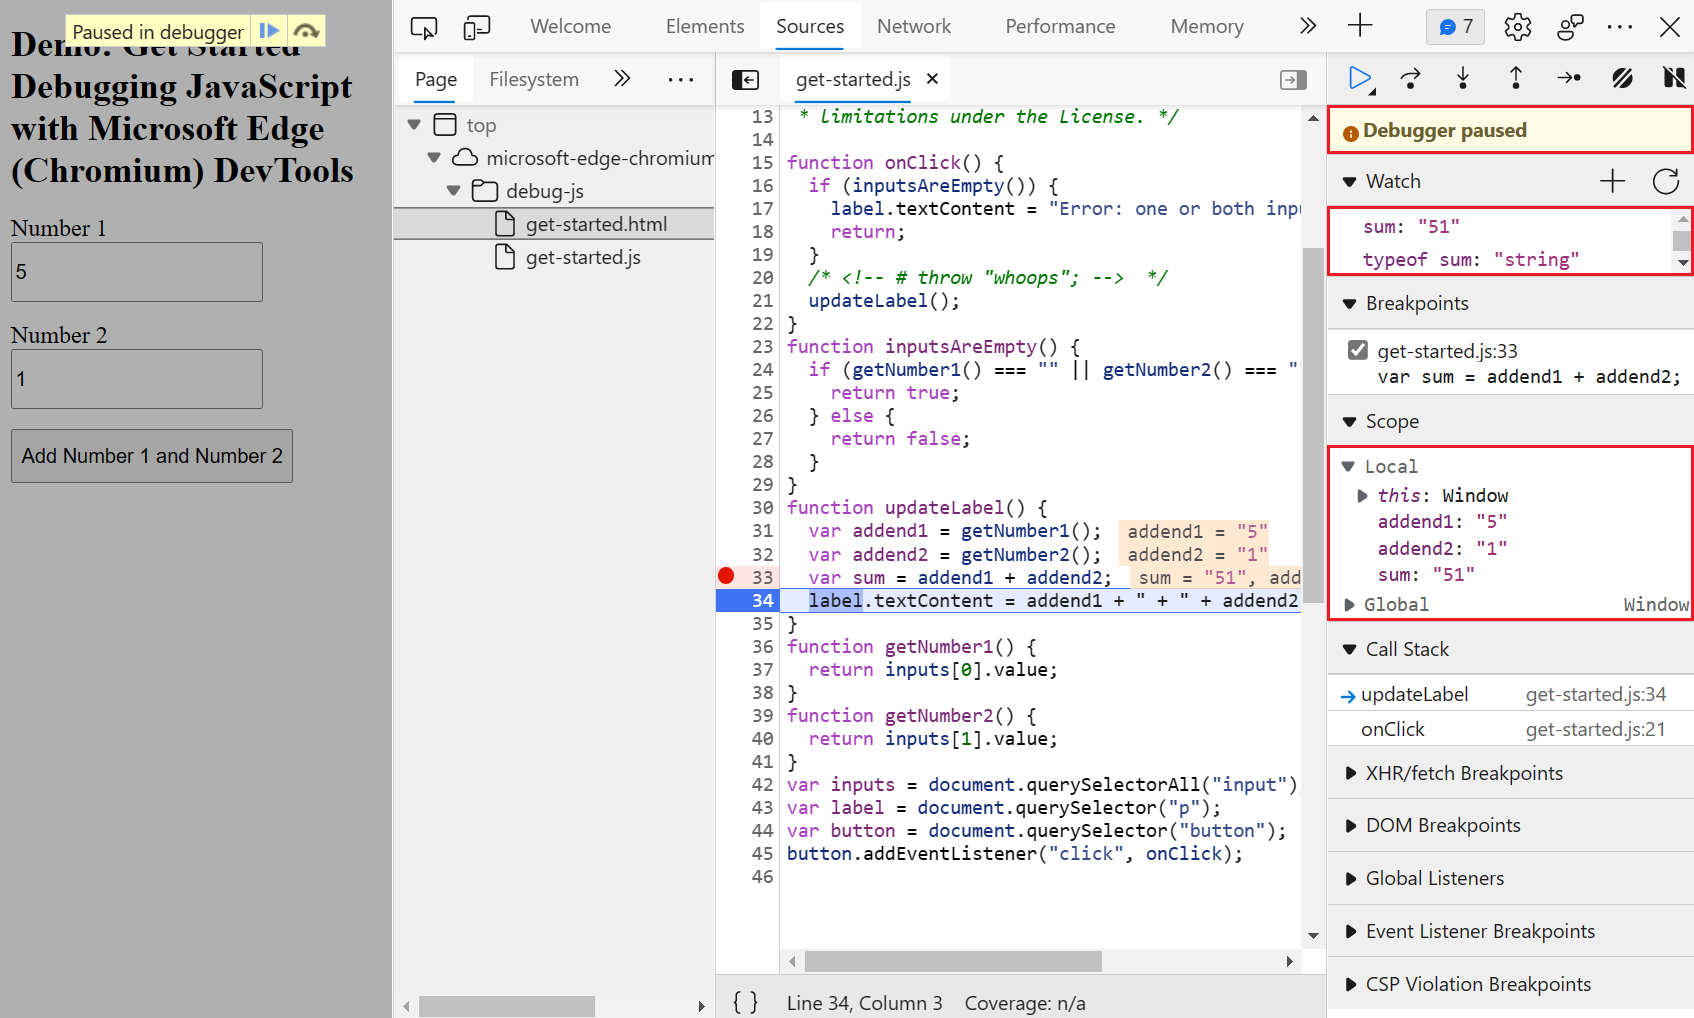 Paused in debugger
Demo: Get Started
Debugging JavaScript
with Microsoft Edge
(Chromium) DevTools
Number 1
5
Number 2
1
Add Number 1 and Number 2
Welcome
Elements
Sources
Network
Performance
Memory
7
Page
Filesystem
top
microsoft-edge-chromium
debug-js
get-started.html
get-started.js
get-started.js
13 * limitations under the License. */
14
15 function onClick() {
16 if (inputsAreEmpty()) {
17 label.textContent = "Error: one or both inpu
18 return;
19 }
20 /* <!-- # throw "whoops"; --> */
21 updateLabel();
22 }
23 function inputsAreEmpty() {
24 if (getNumber1() === "" || getNumber2() === "
25 return true;
26 } else {
27 return false;
28 }
29 }
30 function updateLabel() {
31 var addend1 = getNumber1(); addend1 = "5"
32 var addend2 = getNumber2(); addend2 = "1"
33 var sum = addend1 + addend2; sum = "51", add
34 label.textContent = addend1 + " + " + addend2
35 }
36 function getNumber1() {
37 return inputs[0].value;
38 }
39 function getNumber2() {
40 return inputs[1].value;
41 }
42 var inputs = document.querySelectorAll("input")
43 var label = document.querySelector("p");
44 var button = document.querySelector("button");
45 button.addEventListener("click", onClick);
46
{ } Line 34, Column 3 Coverage: n/a
Debugger paused
Watch
sum: "51"
typeof sum: "string"
Breakpoints
get-started.js:33
var sum = addend1 + addend2;
Scope
Local
this: Window
addend1: "5"
addend2: "1"
sum: "51"
Global Window
Call Stack
updateLabel get-started.js:34
onClick get-started.js:21
XHR/fetch Breakpoints
DOM Breakpoints
Global Listeners
Event Listener Breakpoints
CSP Violation Breakpoints